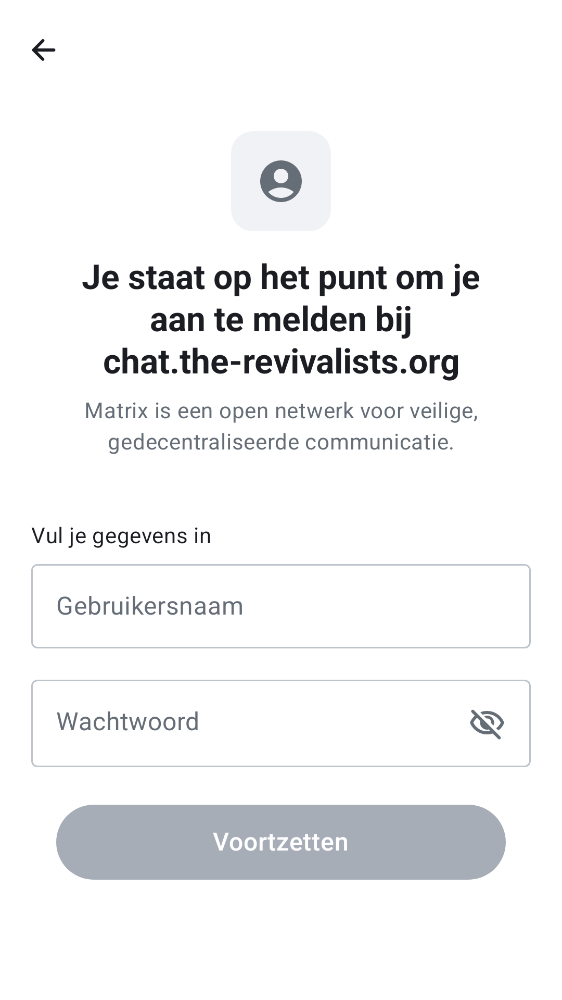 Je staat op het punt om je
aan te melden bij
chat.the-revivalists.org
Matrix is een open netwerk voor veilige,
gedecentraliseerde communicatie.
Vul je gegevens in
Gebruikersnaam
Wachtwoord
Voortzetten